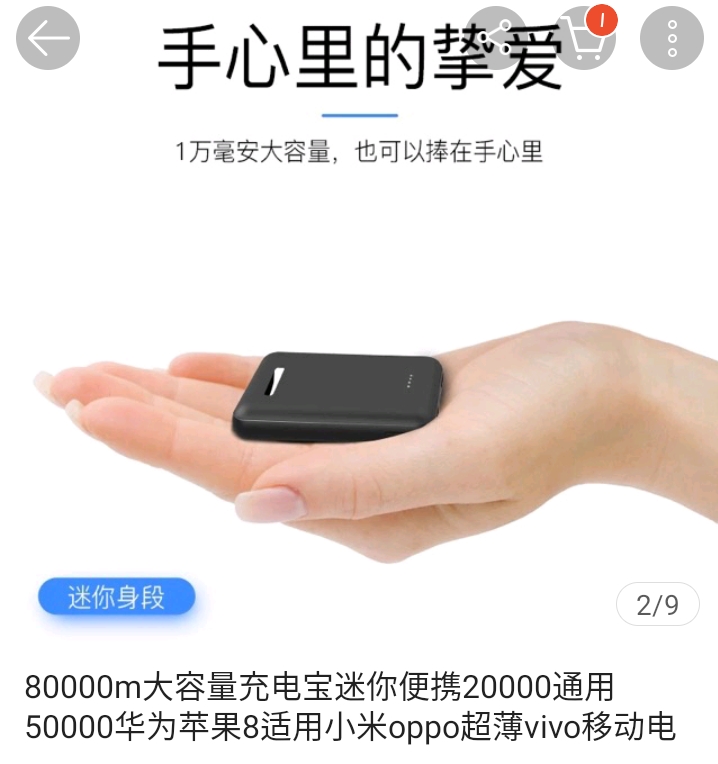 手心里的挚爱
1
1万毫安大容量，也可以捧在手心里
迷你身段
2/9
80000m大容量充电宝迷你便携20000通用
50000华为苹果8适用小米oppo超薄vivo移动电